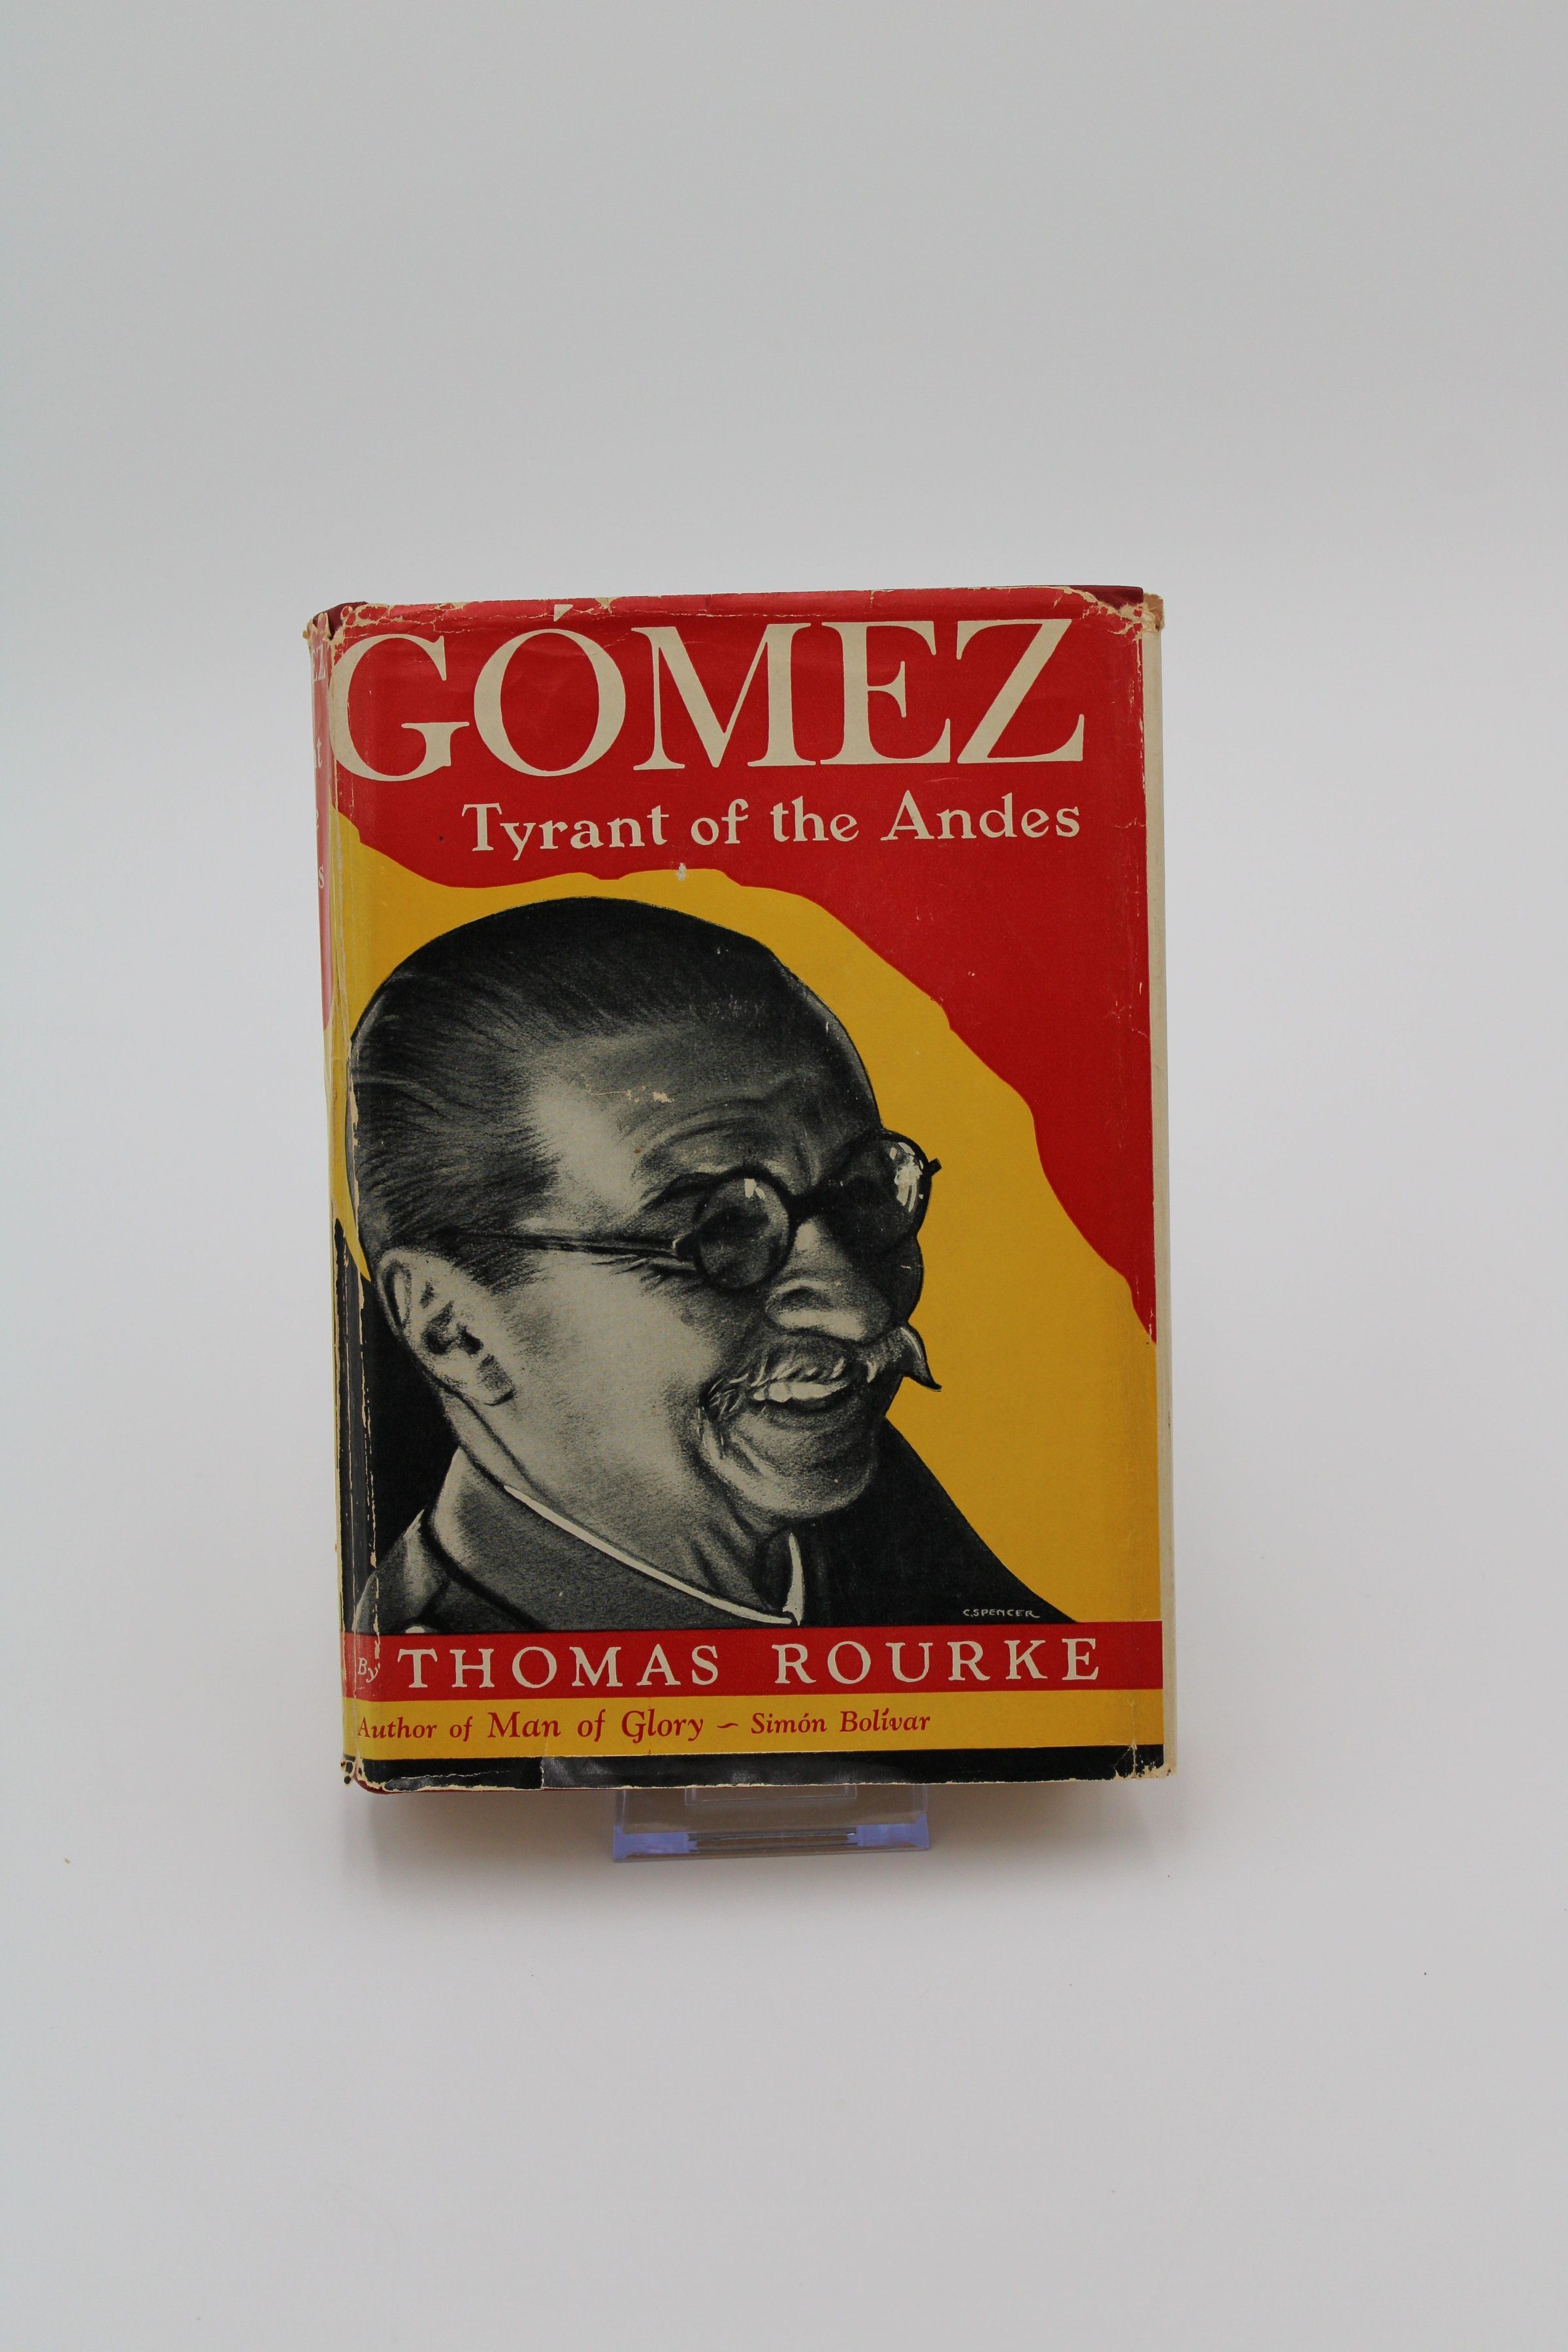 GÓMEZ
Tyrant of the Andes
C. SPENCER
By THOMAS ROURKE
Author of Man of Glory ~ Simón Bolívar